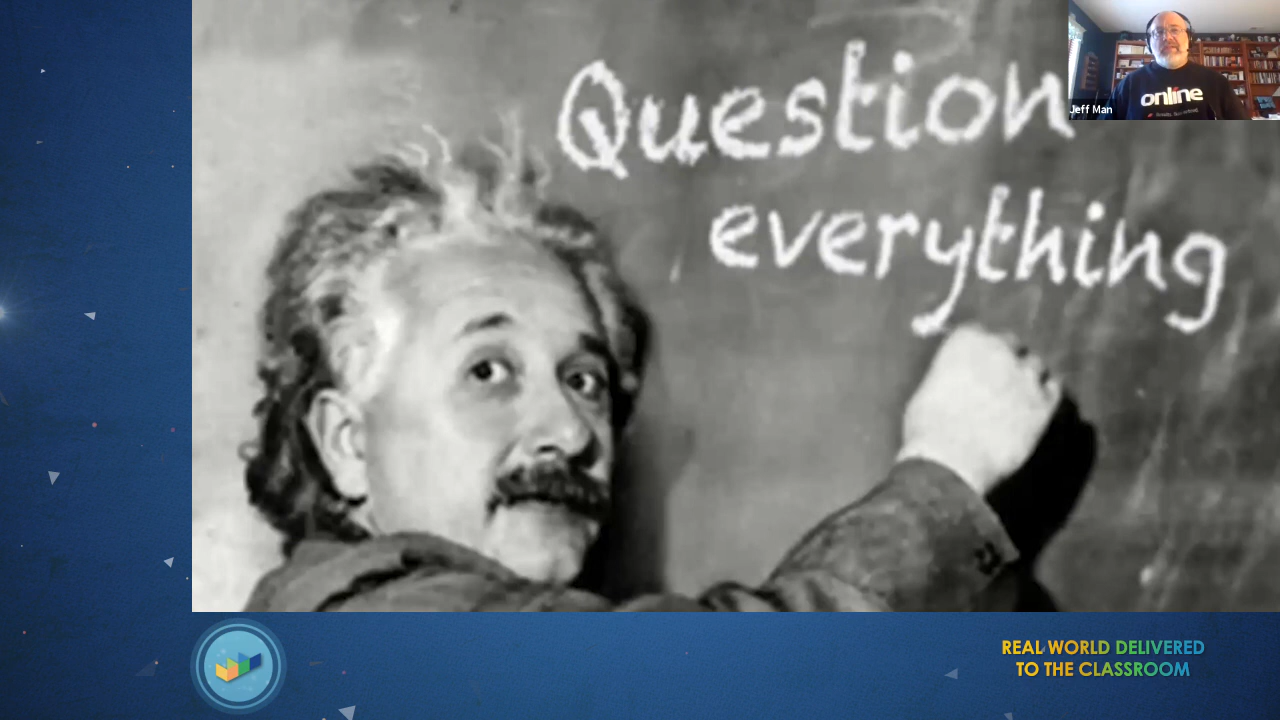 Question
everything
Jeff Man
online
REAL WORLD DELIVERED
TO THE CLASSROOM